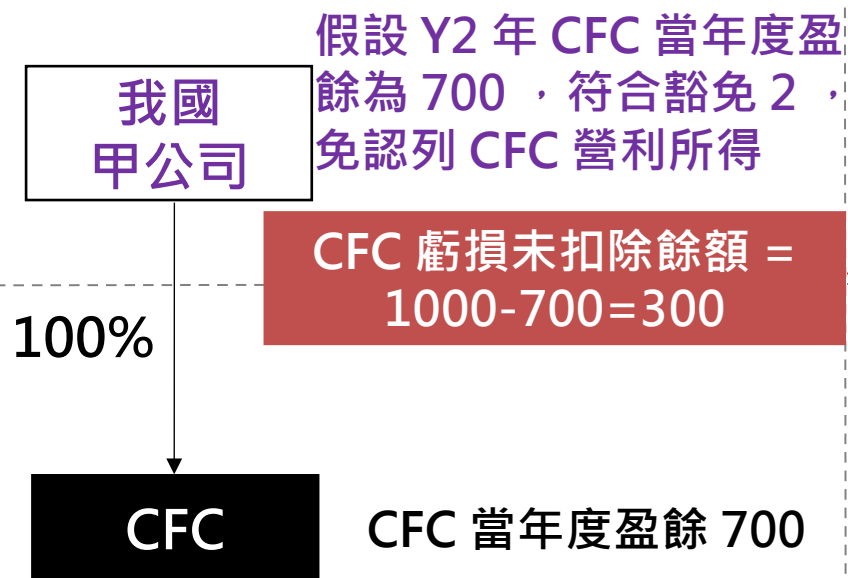 假設 Y2 年 CFC 當年度盈
餘為 700 ，符合豁免 2 ，
免認列 CFC 營利所得
我國
甲公司
CFC 虧損未扣除餘額 =
1000-700=300
100%
CFC
CFC 當年度盈餘 700